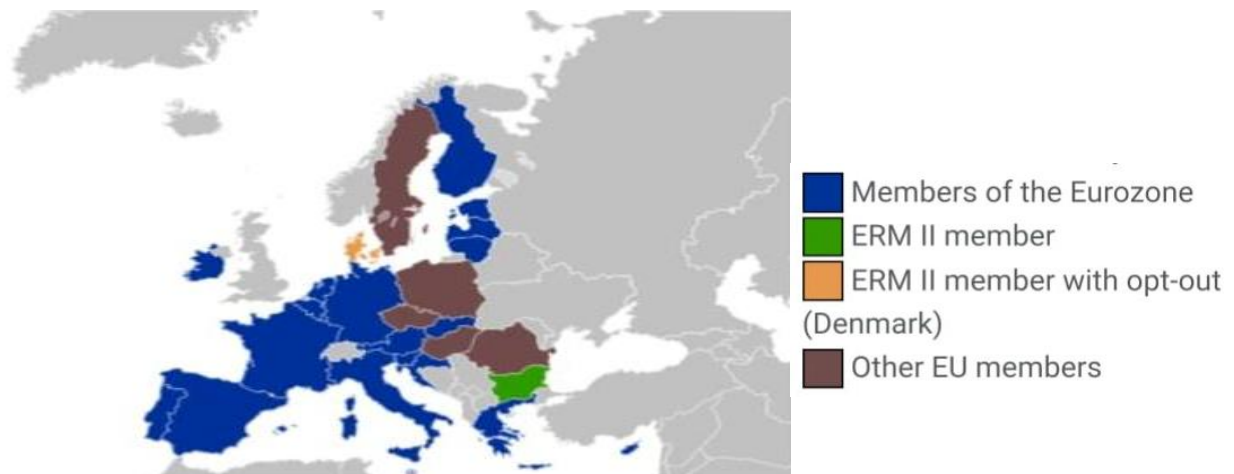 Members of the Eurozone
ERM II member
ERM II member with opt-out
(Denmark)
Other EU members